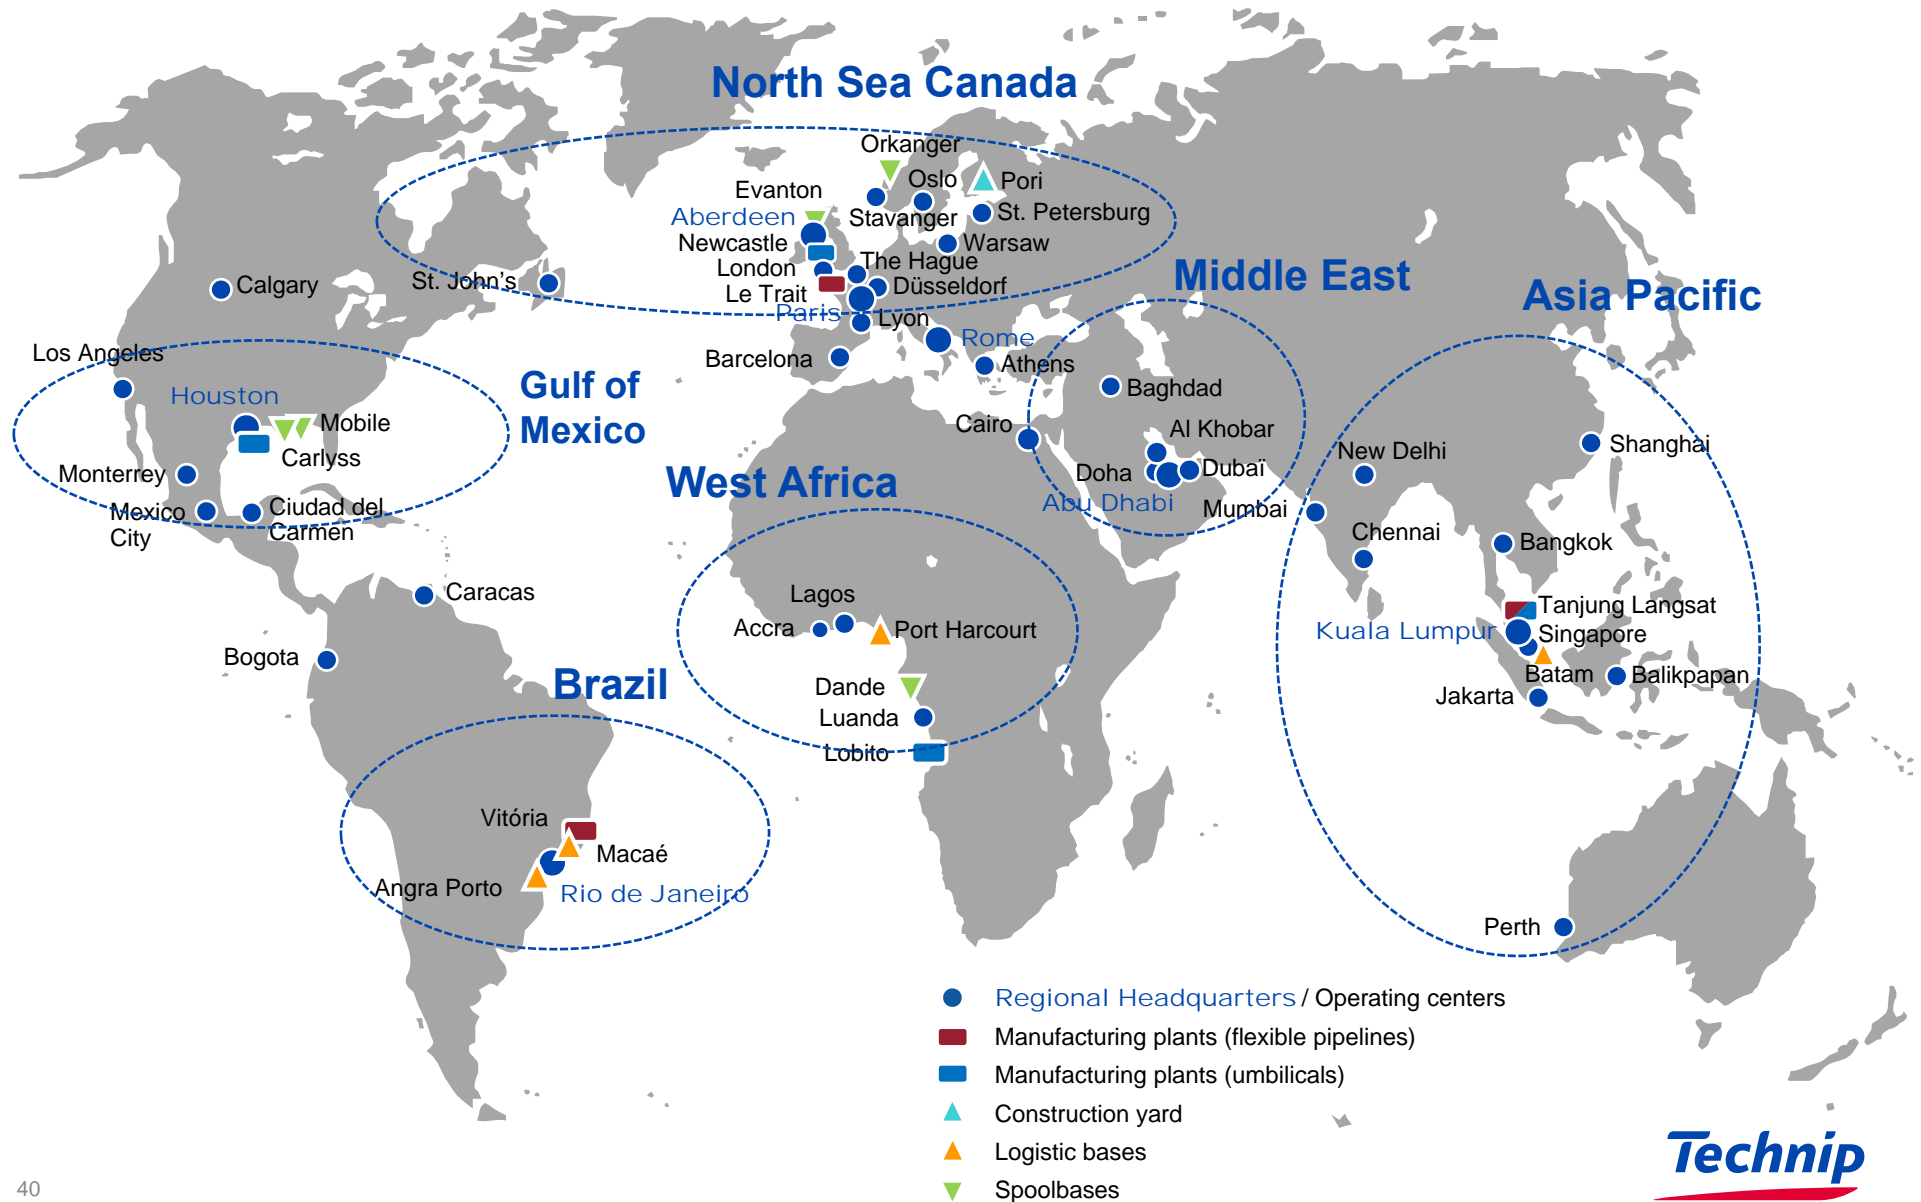 North Sea Canada
Orkanger
Evanton
Oslo
Pori
Aberdeen
Stavanger
St. Petersburg
Newcastle
Warsaw
London
The Hague
Le Trait
Düsseldorf
Paris
Lyon
Calgary
St. John's
Middle East
Asia Pacific
Los Angeles
Barcelona
Rome
Athens
Houston
Gulf of
Mexico
Mobile
Carlyss
Monterrey
Mexico
City
Ciudad del
Carmen
Cairo
Baghdad
Al Khobar
Doha
Dubaï
Abu Dhabi
Mumbai
New Delhi
Shanghai
Chennai
Bangkok
West Africa
Lagos
Accra
Port Harcourt
Dande
Luanda
Lobito
Caracas
Bogota
Brazil
Tanjung Langsat
Kuala Lumpur
Singapore
Batam
Balikpapan
Jakarta
Vitória
Macaé
Angra Porto
Rio de Janeiro
Perth
Regional Headquarters / Operating centers
Manufacturing plants (flexible pipelines)
Manufacturing plants (umbilicals)
Construction yard
Logistic bases
Spoolbases
Technip
40